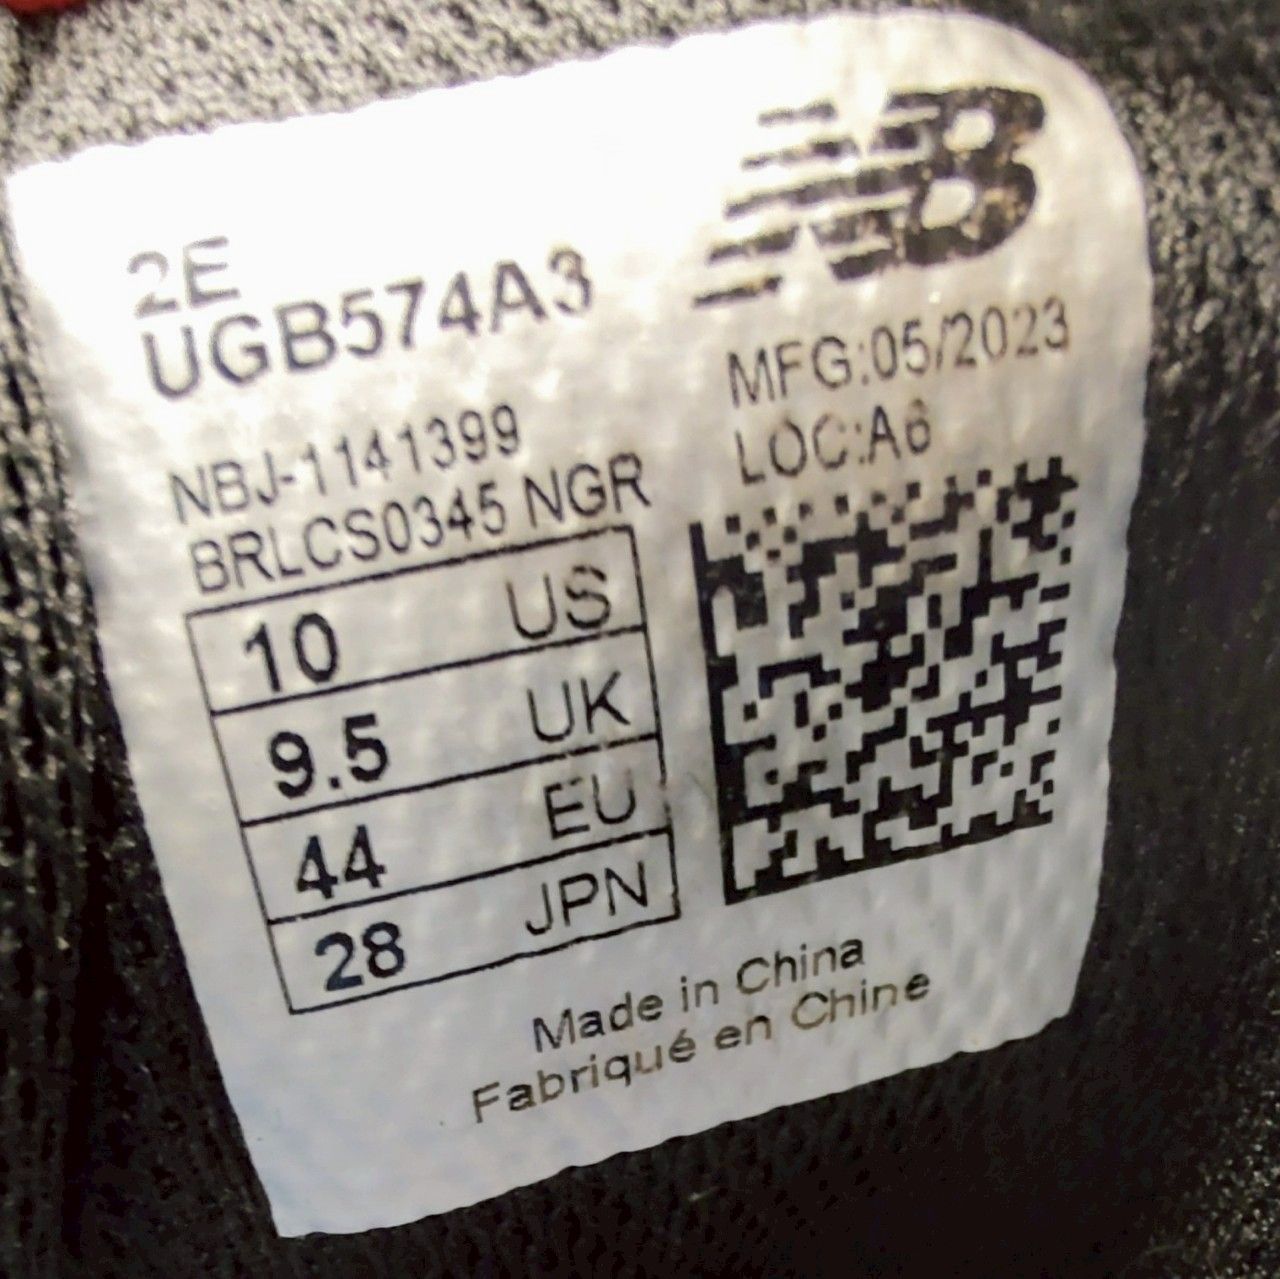 NB
2E
UGB574A3
MFG:05/2023
LOC:A6
NBJ-1141399
BRLCS0345 NGR
10 US
9.5 UK
44 EU
28 JPN
Made in China
Fabriqué en Chine